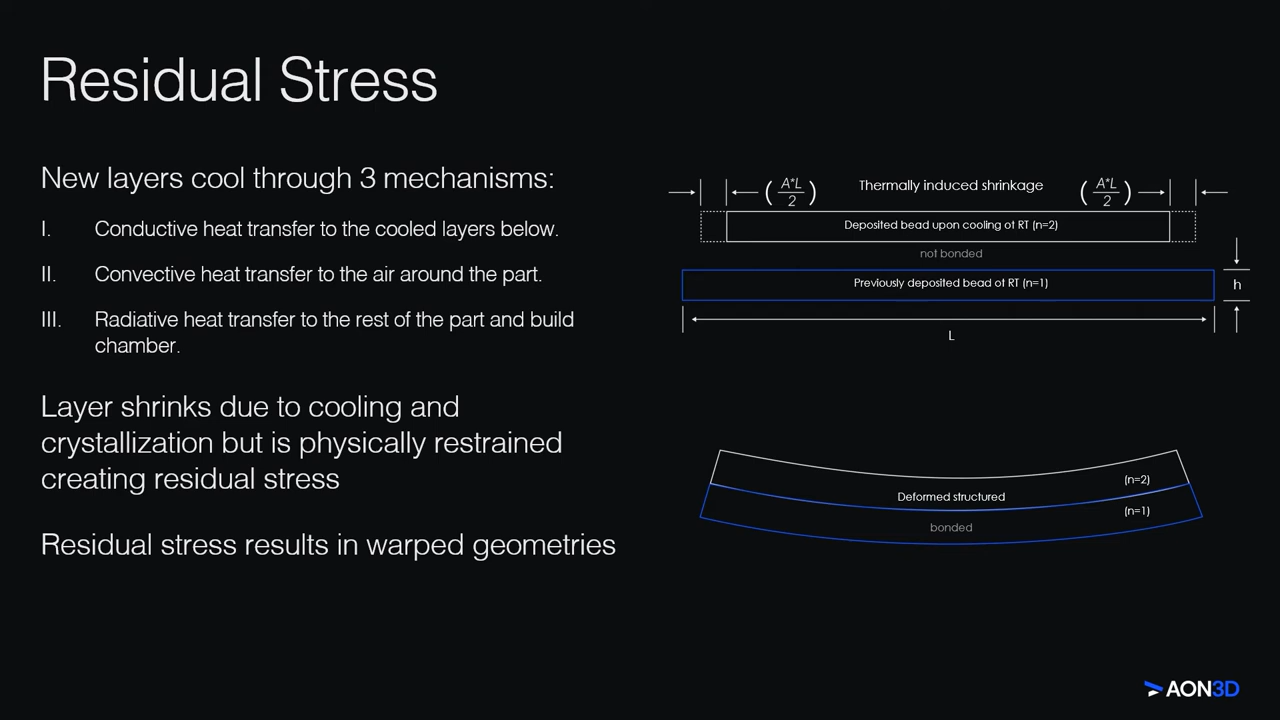 Residual Stress
New layers cool through 3 mechanisms:
I. Conductive heat transfer to the cooled layers below.
II. Convective heat transfer to the air around the part.
III. Radiative heat transfer to the rest of the part and build
chamber.
Layer shrinks due to cooling and
crystallization but is physically restrained
creating residual stress
Residual stress results in warped geometries
(A*L/2) Thermally induced shrinkage (A*L/2)
Deposited bead upon cooling at RT (n=2)
not bonded
Previously deposited bead at RT (n=1)
h
L
(n=2)
Deformed structured
(n=1)
bonded
AON3D